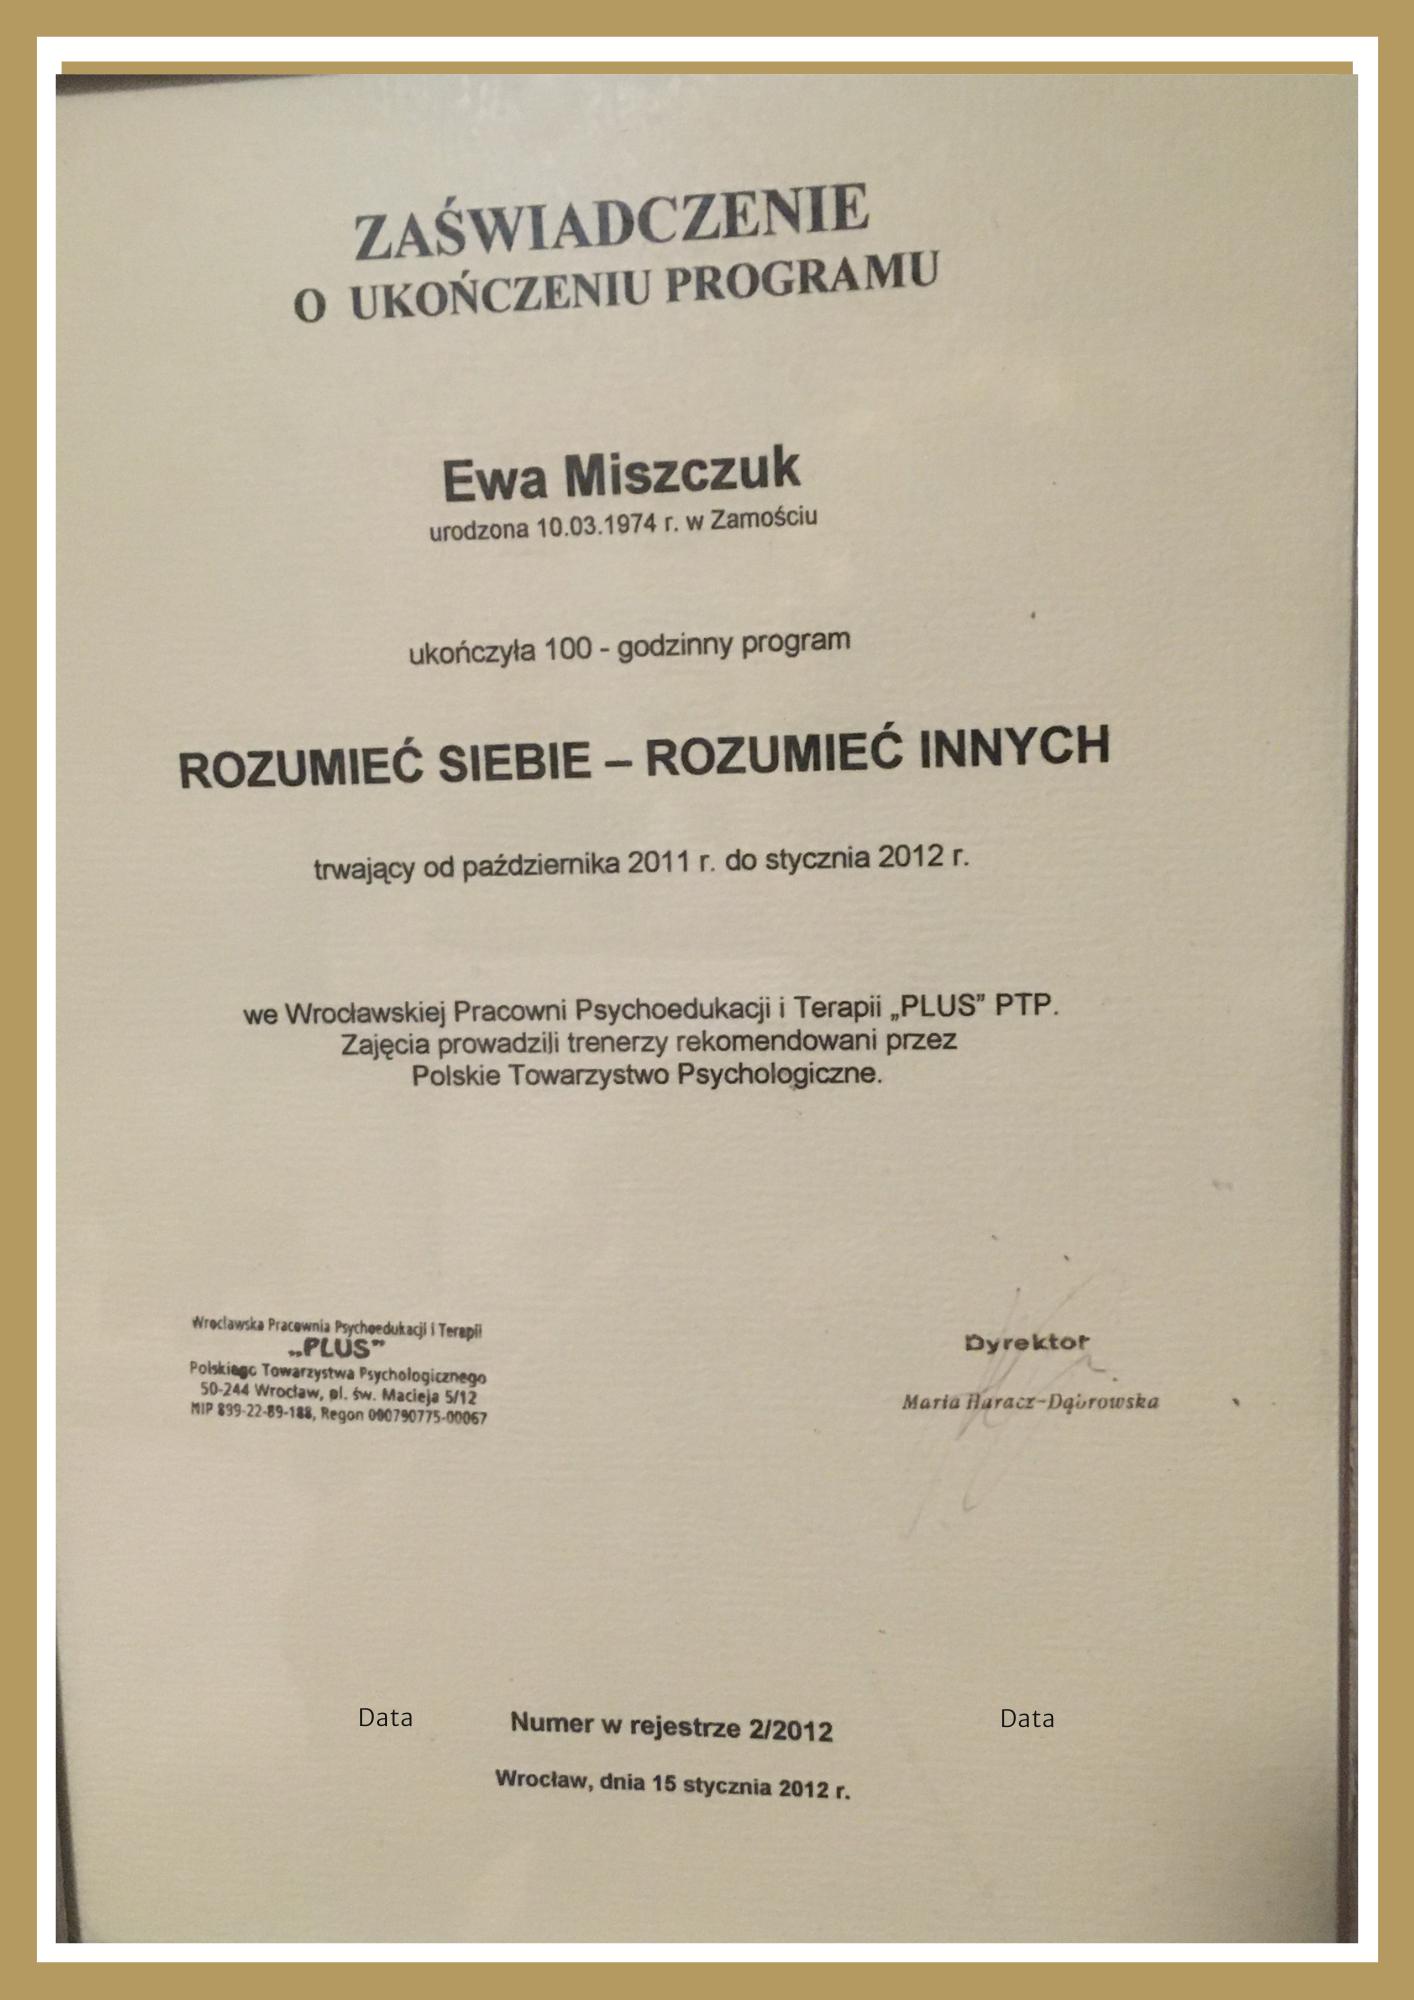 ZAŚWIADCZENIE
O UKOŃCZENIU PROGRAMU
Ewa Miszczuk
urodzona 10.03.1974 r. w Zamościu
ukończyła 100 - godzinny program
ROZUMIEĆ SIEBIE – ROZUMIEĆ INNYCH
trwający od października 2011 r. do stycznia 2012 r.
we Wrocławskiej Pracowni Psychoedukacji i Terapii „PLUS” PTP.
Zajęcia prowadzili trenerzy rekomendowani przez
Polskie Towarzystwo Psychologiczne.
Wrocławska Pracownia Psychoedukacji i Terapii
„PLUS”
Polskiego Towarzystwa Psychologicznego
50-244 Wrocław, pl. św. Macieja 5/12
NIP 899-22-89-188, Regon 000790775-00067
Dyrektor
Maria Haracz-Dąbrowska
Data
Numer w rejestrze 2/2012
Data
Wrocław, dnia 15 stycznia 2012 r.